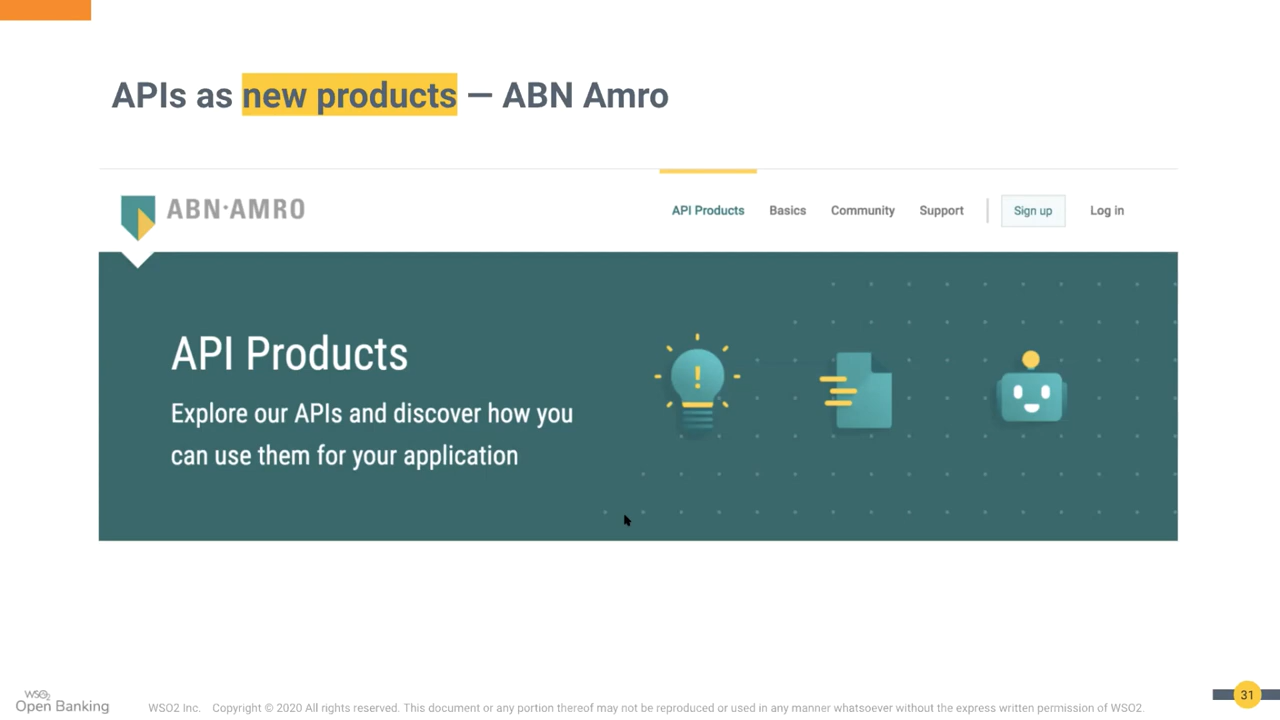 APIs as new products — ABN Amro
ABN·AMRO
API Products Basics Community Support Sign up Log in
API Products
Explore our APIs and discover how you
can use them for your application
WSO2
Open Banking
WSO2 Inc. Copyright © 2020 All rights reserved. This document or any portion thereof may not be reproduced or used in any manner whatsoever without the express written permission of WSO2.
31